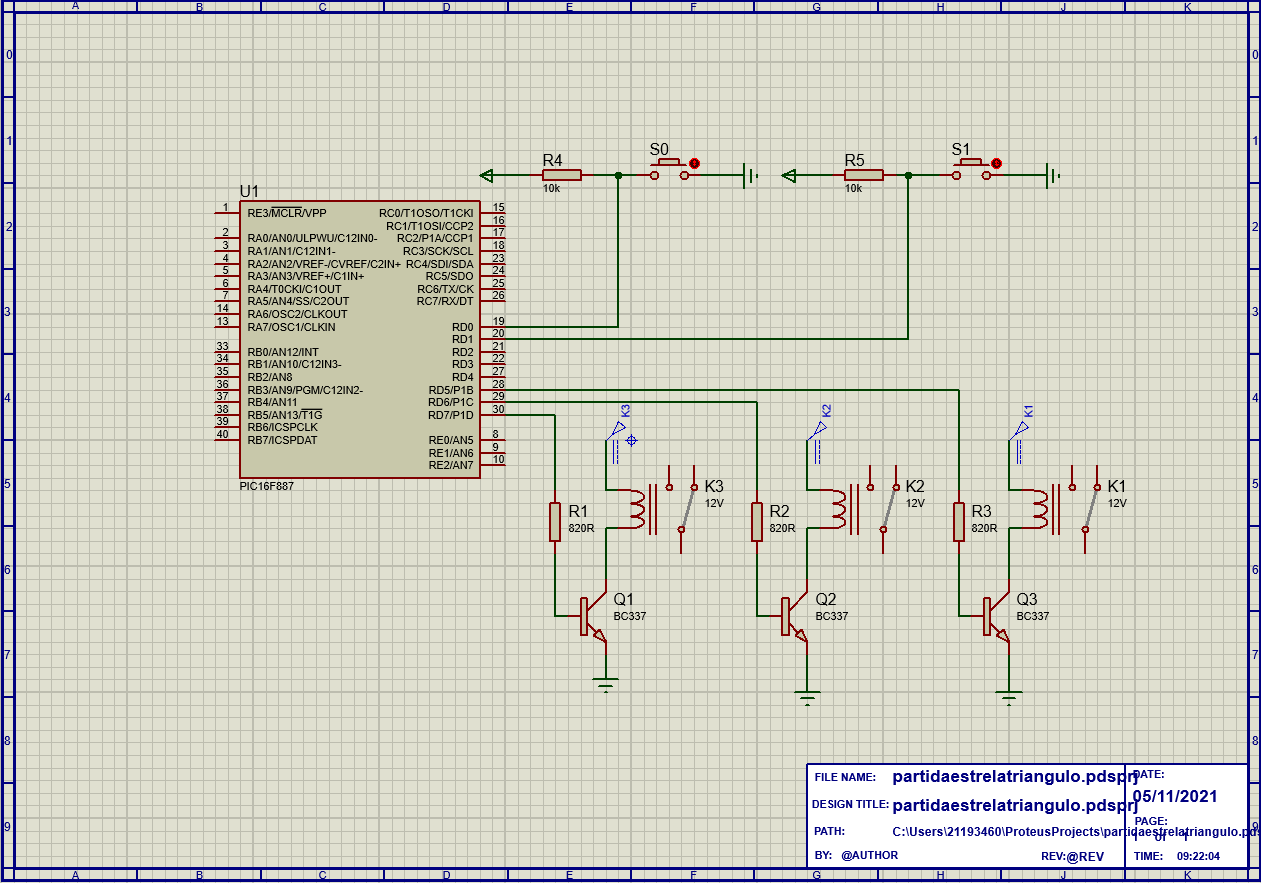 A B C D E F G H J K
0 0
1 1
2 2
3 3
4 4
5 5
6 6
7 7
8 8
9 9
R4
10k
S0
R5
10k
S1
U1
1 RE3/MCLR/VPP
2 RA0/AN0/ULPWU/C12IN0-
3 RA1/AN1/C12IN1-
4 RA2/AN2/VREF-/CVREF/C2IN+
5 RA3/AN3/VREF+/C1IN+
6 RA4/T0CKI/C1OUT
7 RA5/AN4/SS/C2OUT
14 RA6/OSC2/CLKOUT
13 RA7/OSC1/CLKIN
33 RB0/AN12/INT
34 RB1/AN10/C12IN3-
35 RB2/AN8
36 RB3/AN9/PGM/C12IN2-
37 RB4/AN11
38 RB5/AN13/T1G
39 RB6/ICSPCLK
40 RB7/ICSPDAT
RC0/T1OSO/T1CKI 15
RC1/T1OSI/CCP2 16
RC2/P1A/CCP1 17
RC3/SCK/SCL 18
RC4/SDI/SDA 23
RC5/SDO 24
RC6/TX/CK 25
RC7/RX/DT 26
RD0 19
RD1 20
RD2 21
RD3 22
RD4 27
RD5/P1B 28
RD6/P1C 29
RD7/P1D 30
RE0/AN5 8
RE1/AN6 9
RE2/AN7 10
PIC16F887
K3
K2
K1
R1
820R
K3
12V
R2
820R
K2
12V
R3
820R
K1
12V
Q1
BC337
Q2
BC337
Q3
BC337
FILE NAME: partidaestrelatriangulo.pdsprj
DESIGN TITLE: partidaestrelatriangulo.pdsprj
PATH: C:\Users\21193460\ProteusProjects\partidaestrelatriangulo.pds
BY: @AUTHOR
REV:@REV
DATE:
05/11/2021
PAGE:
1 of 1
TIME: 09:22:04
A B C D E F G H J K